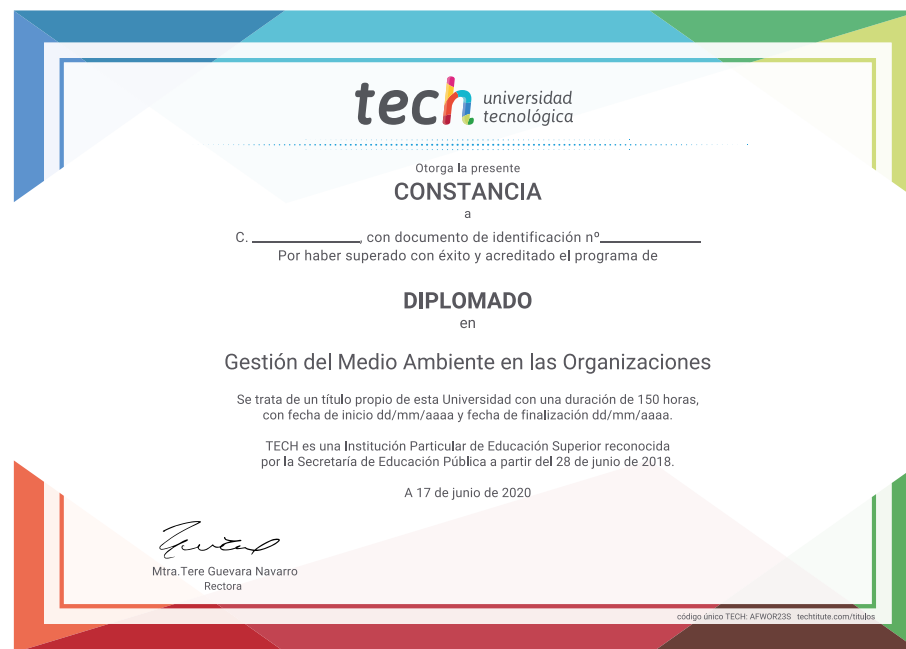 tech universidad
tecnológica
Otorga la presente
CONSTANCIA
a
C. ____________, con documento de identificación nº____________
Por haber superado con éxito y acreditado el programa de
DIPLOMADO
en
Gestión del Medio Ambiente en las Organizaciones
Se trata de un título propio de esta Universidad con una duración de 150 horas,
con fecha de inicio dd/mm/aaaa y fecha de finalización dd/mm/aaaa.
TECH es una Institución Particular de Educación Superior reconocida
por la Secretaría de Educación Pública a partir del 28 de junio de 2018.
A 17 de junio de 2020
Mtra.Tere Guevara Navarro
Rectora
código único TECH: AFWOR23S techtitute.com/titulos